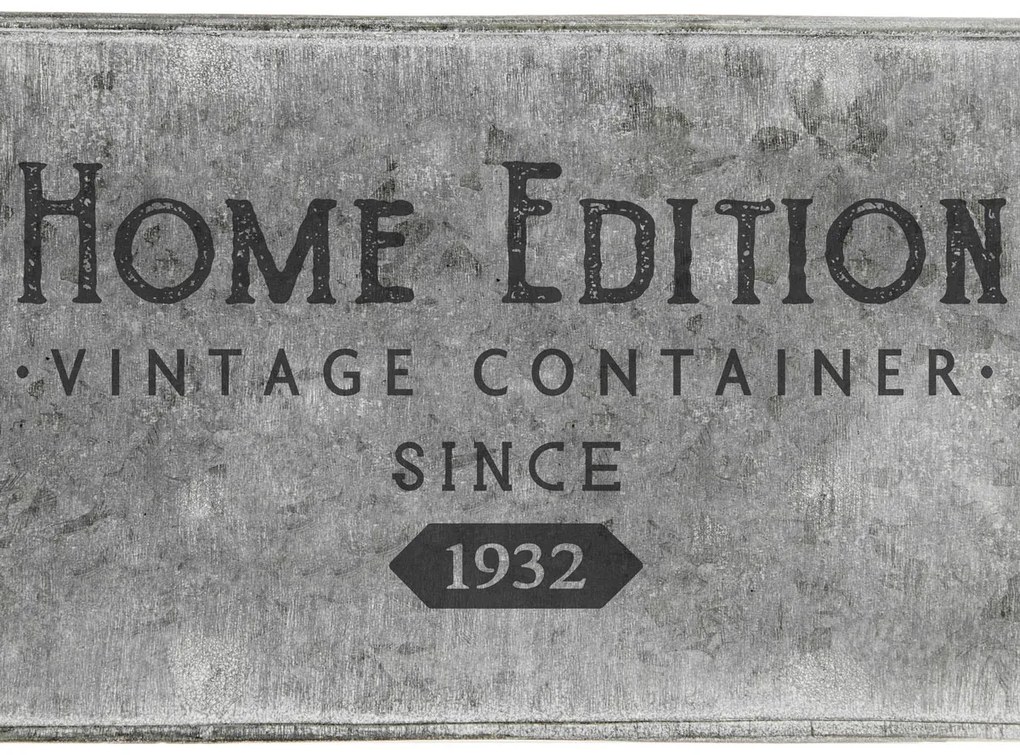 HOME EDITION
·VINTAGE CONTAINER·
SINCE
1932